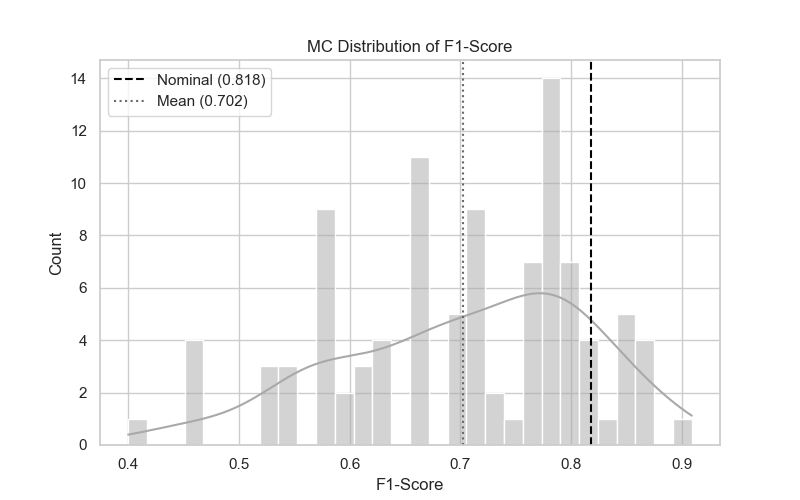 MC Distribution of F1-Score
Nominal (0.818)
Mean (0.702)
Count
14
12
10
8
6
4
2
0
0.4 0.5 0.6 0.7 0.8 0.9
F1-Score